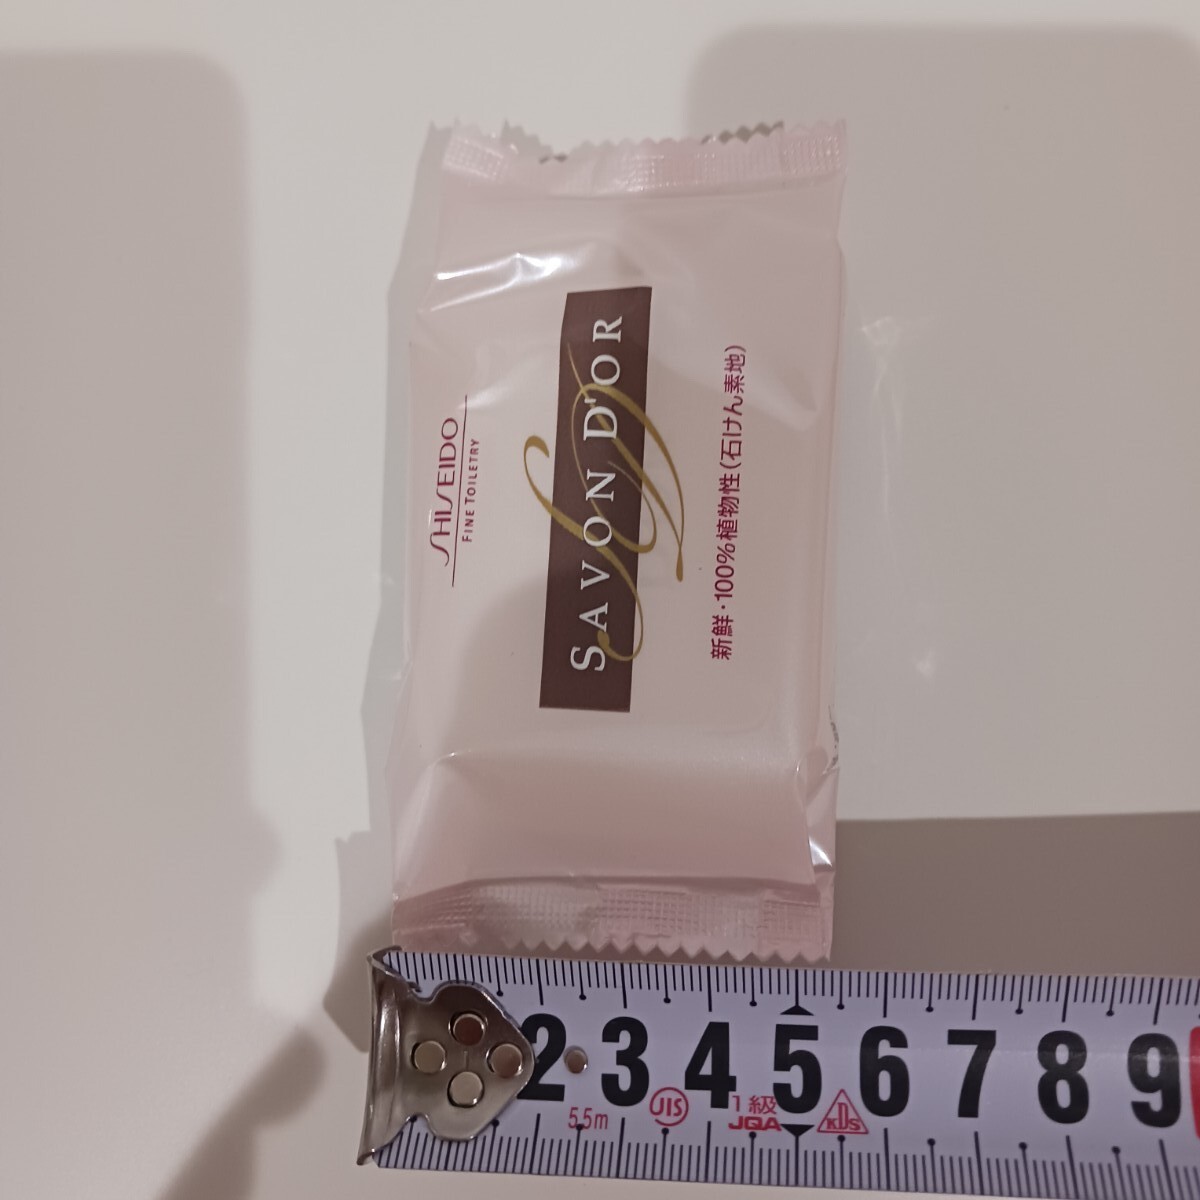 SHISEIDO
FINE TOILETRY
SAVON D'OR
新鮮・100%植物性(石けん素地)
2 3 4 5 6 7 8 9
5.5m JIS 1級 KDS
JQA